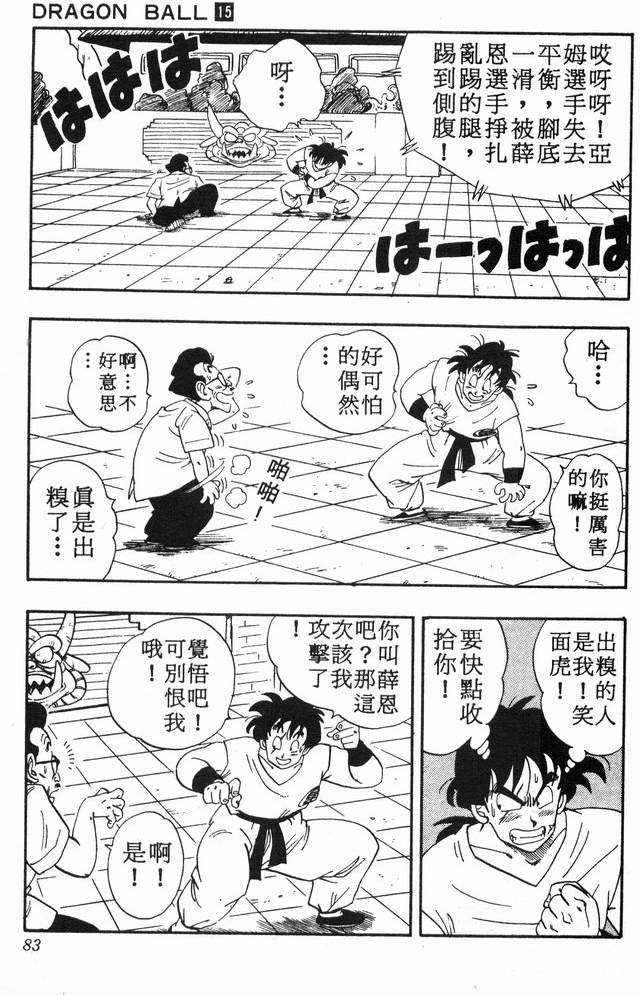 DRAGON BALL 15
哎呀呀！亞
姆選手失去
平衡，腳底
一滑，被薛
恩選手掙扎
亂踢的腿，
踢到側腹！
呀
…
はははは
はーっはっは
哈
…
你挺厲害
的嘛！
好可怕
的偶然
…
啊…不
好意思
…
啪啪！
真是出
糗了…
出糗的人
是我！笑
面虎！
要快點收
拾你！
你叫薛恩
吧？那這
次該我
攻擊了
！
覺悟吧！
可別恨我
哦！
啊！
是！
83